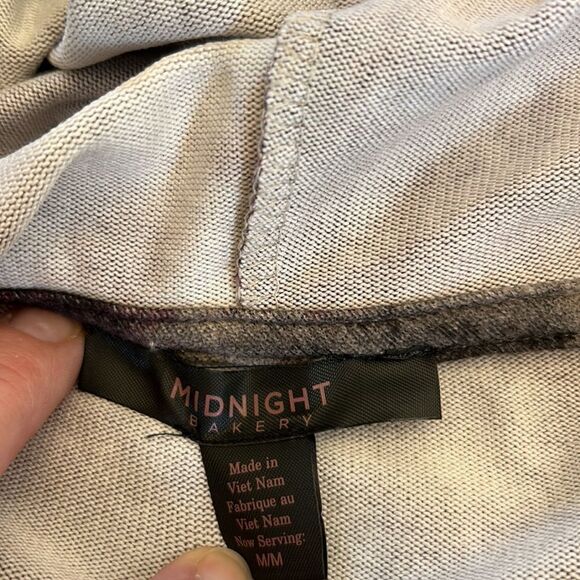 MIDNIGHT
BAKERY
Made in
Viet Nam
Fabrique au
Viet Nam
Now Serving:
M/M